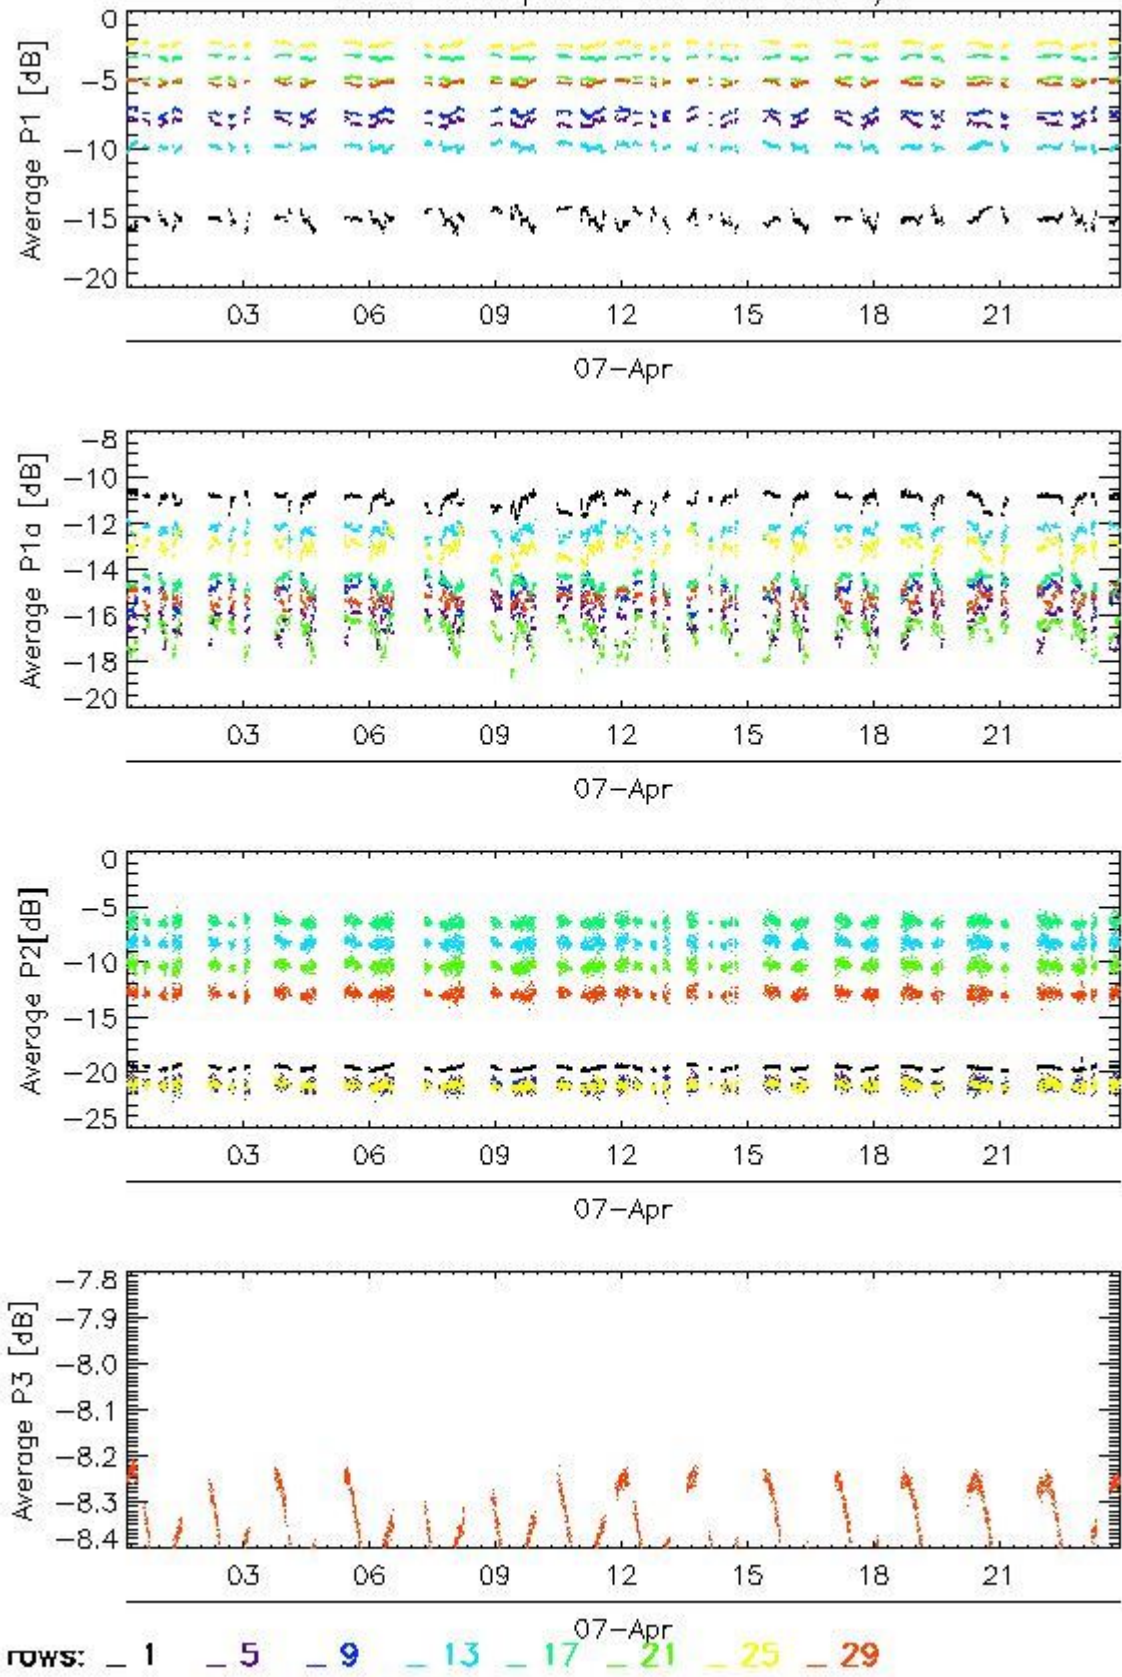 0
−5
−10
−15
−20
Average P1 [dB]
03 06 09 12 15 18 21
07−Apr
−8
−10
−12
−14
−16
−18
−20
Average P1a [dB]
03 06 09 12 15 18 21
07−Apr
0
−5
−10
−15
−20
−25
Average P2[dB]
03 06 09 12 15 18 21
07−Apr
−7.8
−7.9
−8.0
−8.1
−8.2
−8.3
−8.4
Average P3 [dB]
03 06 09 12 15 18 21
07−Apr
rows: _ 1 _ 5 _ 9 _ 13 _ 17 _ 21 _ 25 _ 29